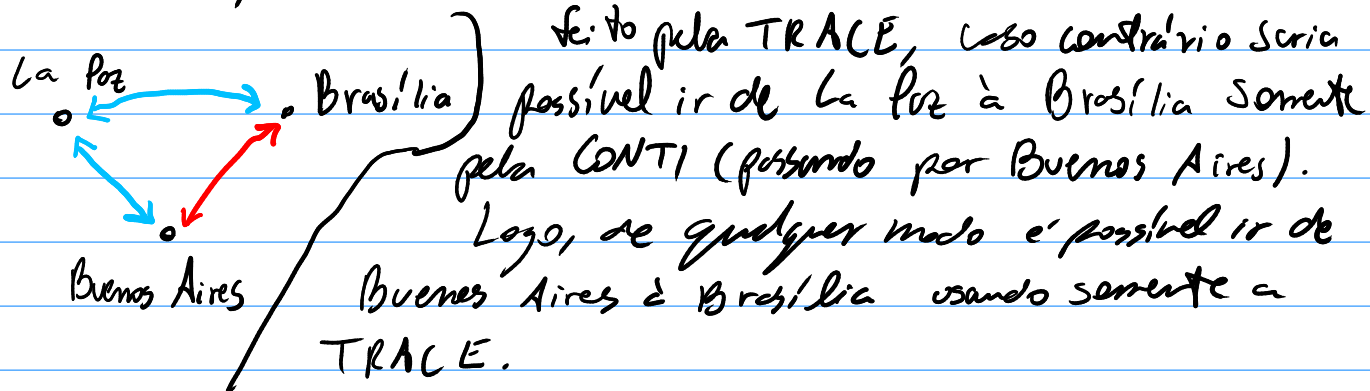 La Paz
Brasília
Buenos Aires
feito pela TRACE, caso contrário seria
possível ir de La Paz à Brasília somente
pela CONTI (passando por Buenos Aires).
Logo, de qualquer modo é possível ir de
Buenos Aires à Brasília usando somente a
TRACE.